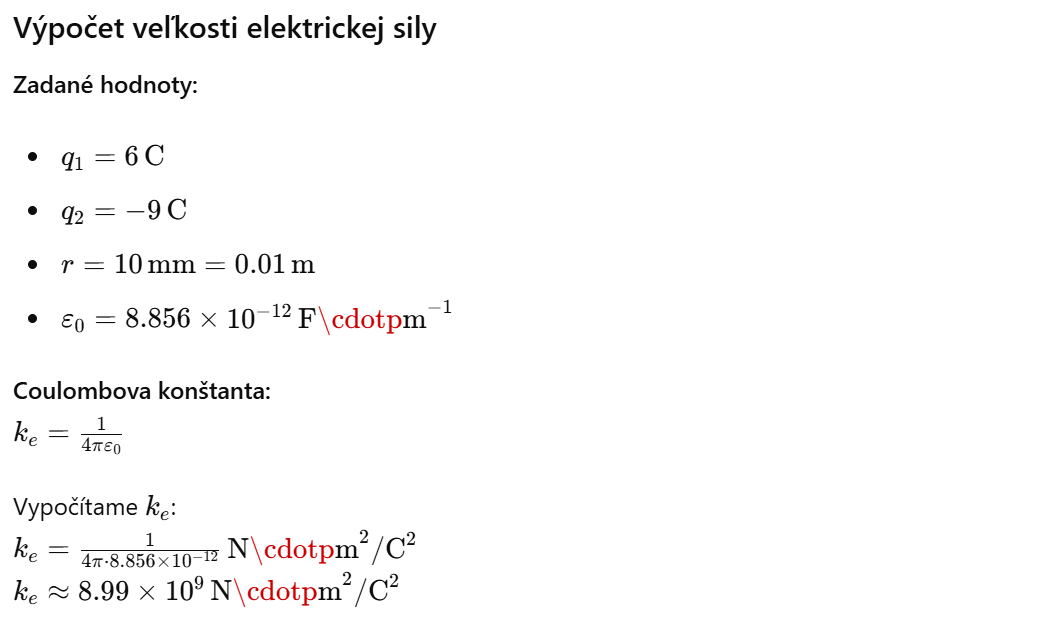 Výpočet veľkosti elektrickej sily
Zadané hodnoty:
• q₁ = 6 C
• q₂ = −9 C
• r = 10 mm = 0.01 m
• ε₀ = 8.856 × 10⁻¹² F\cdotpm⁻¹
Coulombova konštanta:
kₑ = 1/(4πε₀)
Vypočítame kₑ:
kₑ = 1/(4π·8.856×10⁻¹²) N\cdotpm²/C²
kₑ ≈ 8.99 × 10⁹ N\cdotpm²/C²